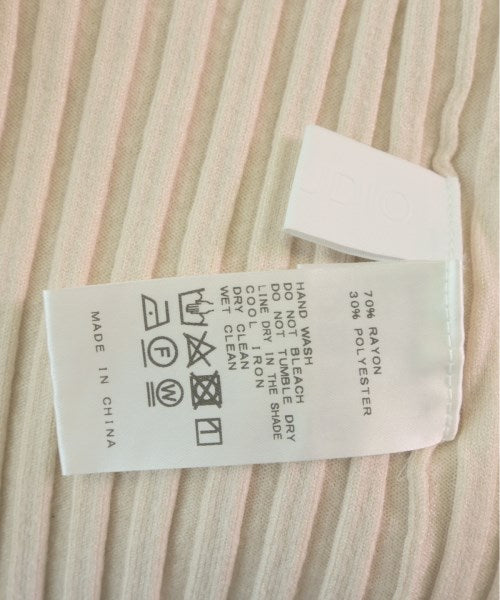 70% RAYON
30% POLYESTER
HAND WASH
DO NOT BLEACH
DO NOT TUMBLE DRY
LINE DRY IN THE SHADE
COOL IRON
DRY CLEAN
WET CLEAN
F
W
MADE IN CHINA
UDIO